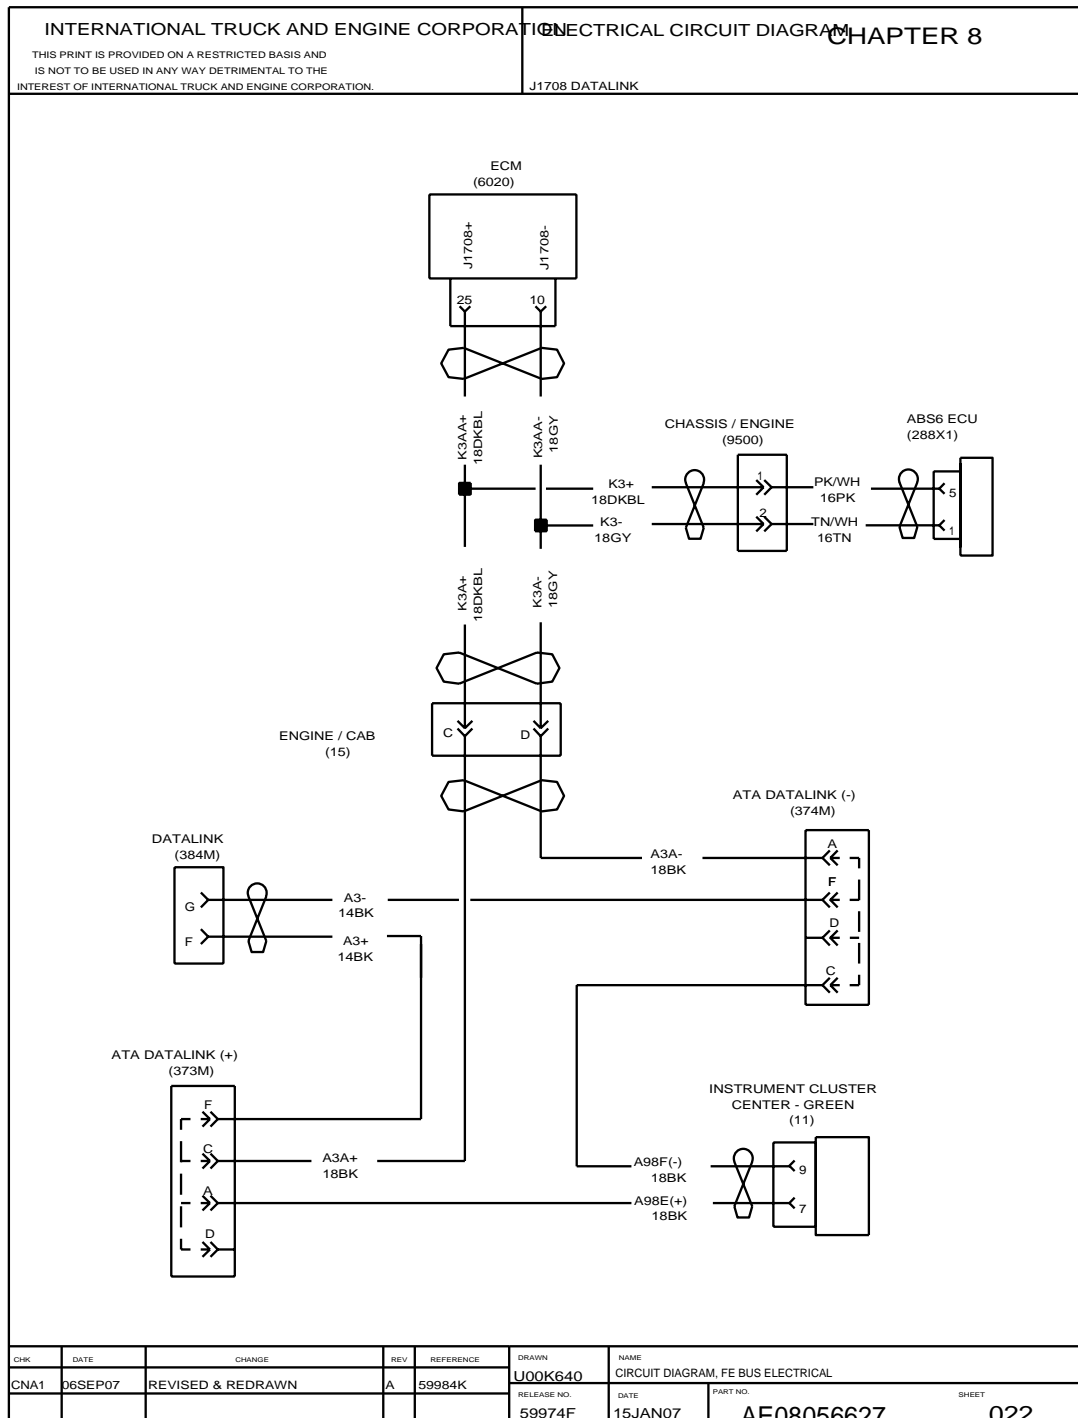 INTERNATIONAL TRUCK AND ENGINE CORPORATION
ELECTRICAL CIRCUIT DIAGRAM
CHAPTER 8
THIS PRINT IS PROVIDED ON A RESTRICTED BASIS AND
IS NOT TO BE USED IN ANY WAY DETRIMENTAL TO THE
INTEREST OF INTERNATIONAL TRUCK AND ENGINE CORPORATION.
J1708 DATALINK
ECM
(6020)
J1708+
J1708-
25
10
K3AA+
18DKBL
K3AA-
18GY
CHASSIS / ENGINE
(9500)
ABS6 ECU
(288X1)
K3+
18DKBL
1
PK/WH
16PK
5
K3-
18GY
2
TN/WH
16TN
1
K3A+
18DKBL
K3A-
18GY
ENGINE / CAB
(15)
C
D
ATA DATALINK (-)
(374M)
A
F
D
C
A3A-
18BK
DATALINK
(384M)
G
F
A3-
14BK
A3+
14BK
ATA DATALINK (+)
(373M)
F
C
A
D
A3A+
18BK
INSTRUMENT CLUSTER
CENTER - GREEN
(11)
A98F(-)
18BK
9
A98E(+)
18BK
7
CHK DATE CHANGE REV REFERENCE
CNA1 06SEP07 REVISED & REDRAWN A 59984K
DRAWN
U00K640
NAME
CIRCUIT DIAGRAM, FE BUS ELECTRICAL
RELEASE NO.
59974F
DATE
15JAN07
PART NO.
AE08056627
SHEET
022